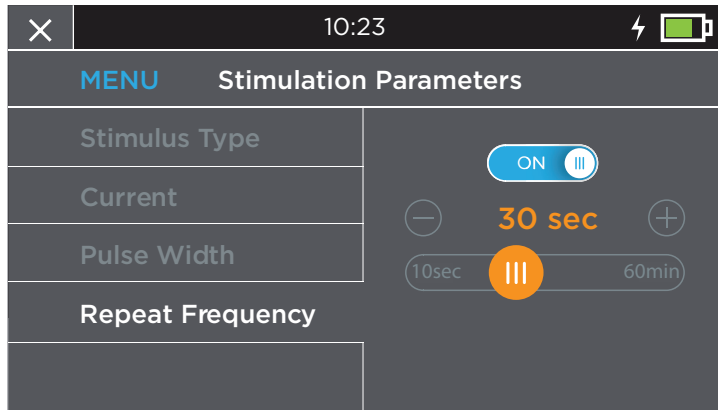 10:23
MENU Stimulation Parameters
Stimulus Type
ON
Current
30 sec
Pulse Width
10sec 60min
Repeat Frequency